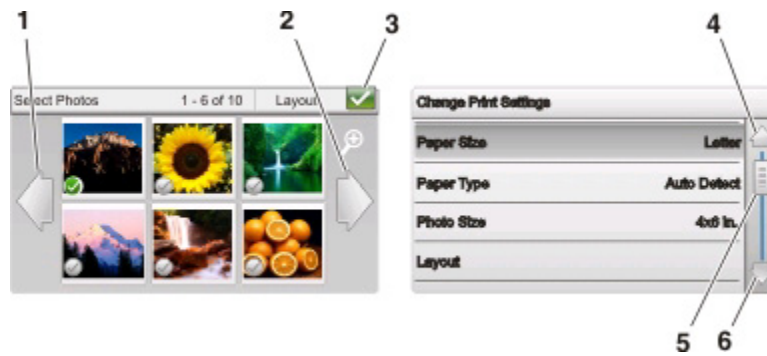 1
2
3
4
Select Photos 1 - 6 of 10 Layout
Change Print Settings
Paper Size Letter
Paper Type Auto Detect
Photo Size 4x6 in.
Layout
5
6